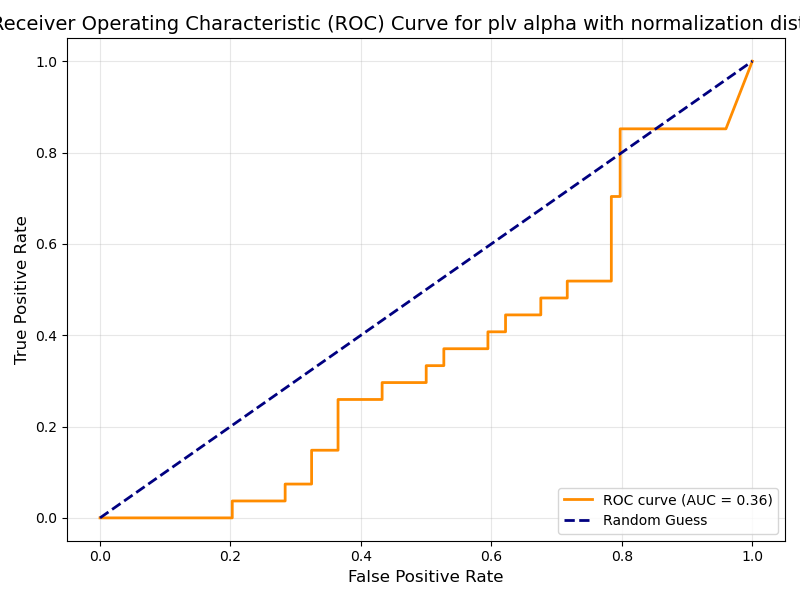 Receiver Operating Characteristic (ROC) Curve for plv alpha with normalization dist
1.0
0.8
0.6
0.4
0.2
0.0
True Positive Rate
ROC curve (AUC = 0.36)
Random Guess
0.0 0.2 0.4 0.6 0.8 1.0
False Positive Rate